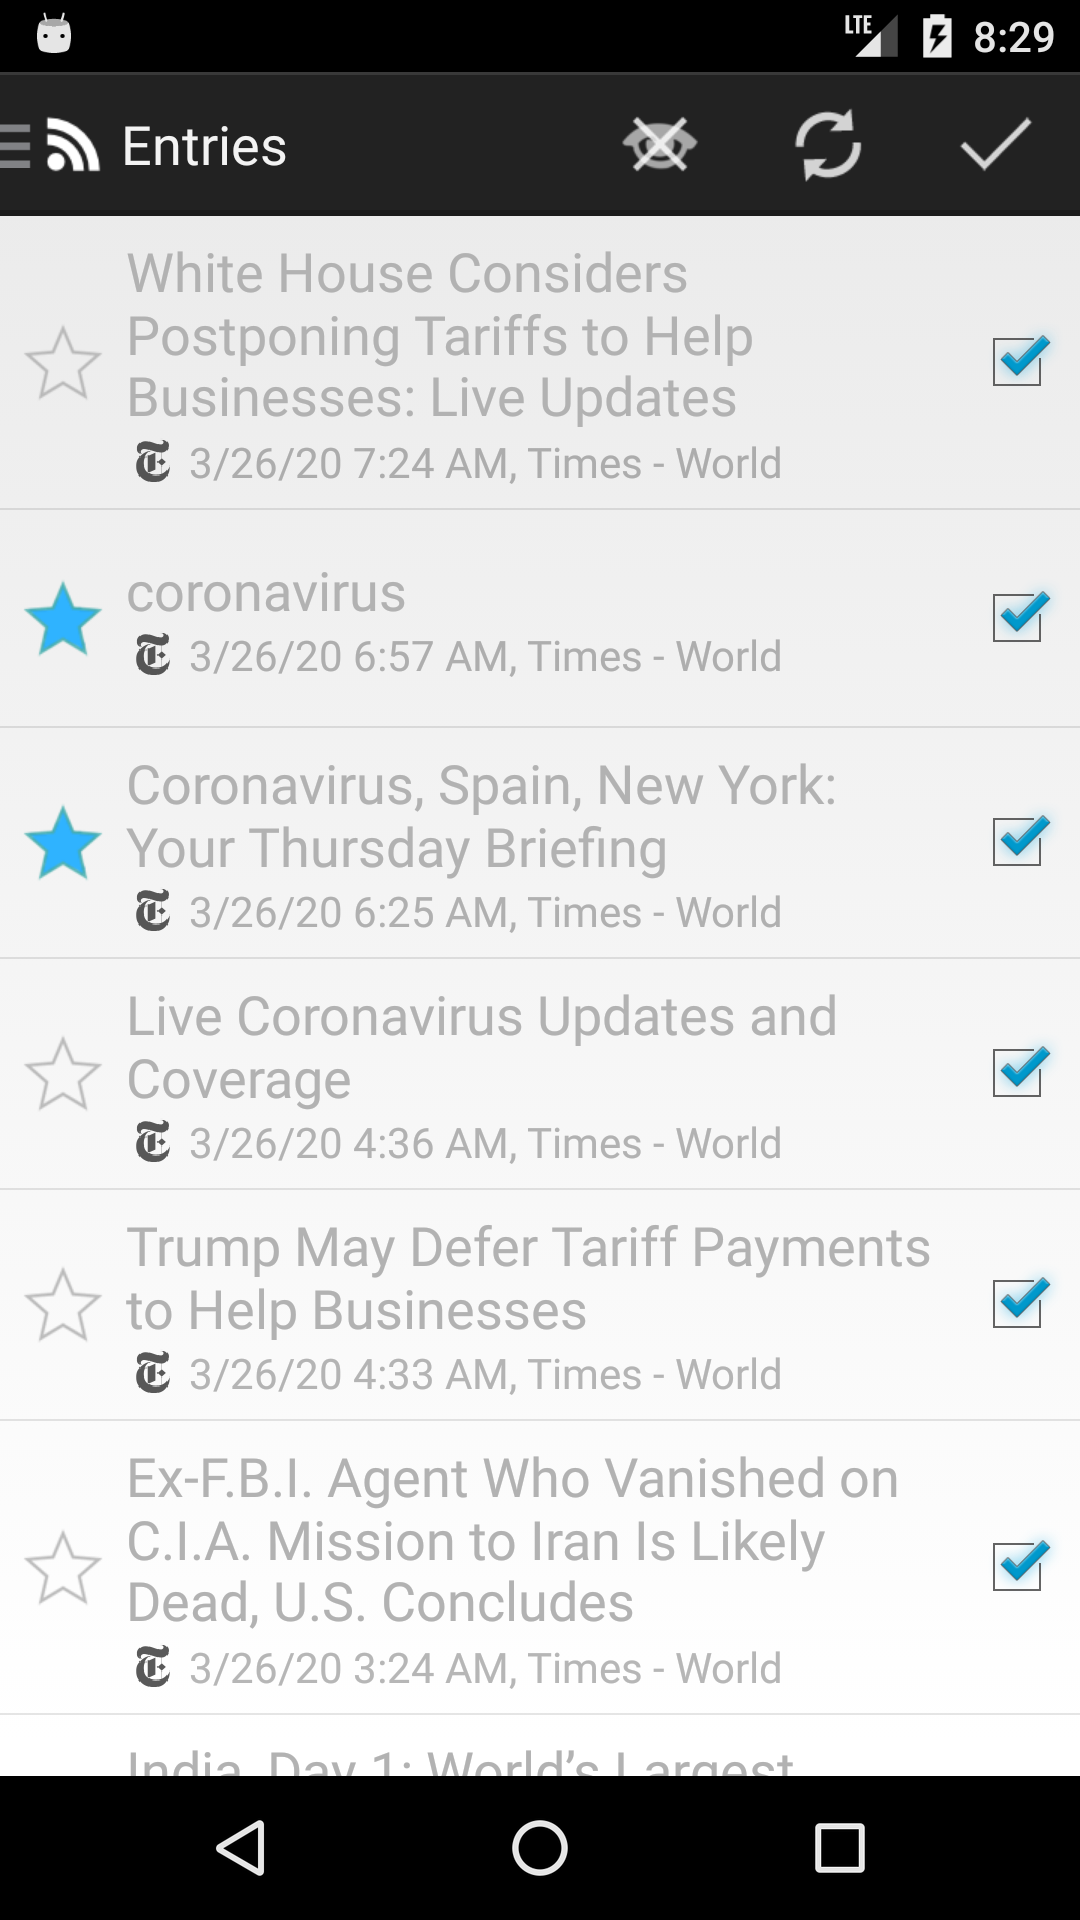 LTE 8:29
Entries
White House Considers
Postponing Tariffs to Help
Businesses: Live Updates
3/26/20 7:24 AM, Times - World
coronavirus
3/26/20 6:57 AM, Times - World
Coronavirus, Spain, New York:
Your Thursday Briefing
3/26/20 6:25 AM, Times - World
Live Coronavirus Updates and
Coverage
3/26/20 4:36 AM, Times - World
Trump May Defer Tariff Payments
to Help Businesses
3/26/20 4:33 AM, Times - World
Ex-F.B.I. Agent Who Vanished on
C.I.A. Mission to Iran Is Likely
Dead, U.S. Concludes
3/26/20 3:24 AM, Times - World
India, Day 1: World’s Largest